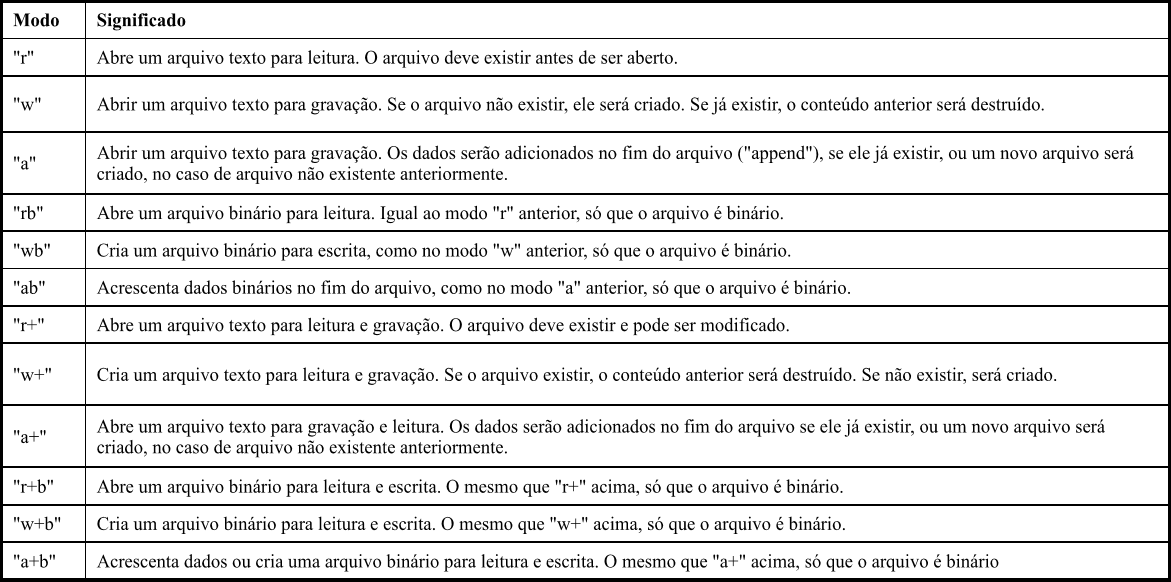 Modo Significado
"r" Abre um arquivo texto para leitura. O arquivo deve existir antes de ser aberto.
"w" Abrir um arquivo texto para gravação. Se o arquivo não existir, ele será criado. Se já existir, o conteúdo anterior será destruído.
"a" Abrir um arquivo texto para gravação. Os dados serão adicionados no fim do arquivo ("append"), se ele já existir, ou um novo arquivo será
criado, no caso de arquivo não existente anteriormente.
"rb" Abre um arquivo binário para leitura. Igual ao modo "r" anterior, só que o arquivo é binário.
"wb" Cria um arquivo binário para escrita, como no modo "w" anterior, só que o arquivo é binário.
"ab" Acrescenta dados binários no fim do arquivo, como no modo "a" anterior, só que o arquivo é binário.
"r+" Abre um arquivo texto para leitura e gravação. O arquivo deve existir e pode ser modificado.
"w+" Cria um arquivo texto para leitura e gravação. Se o arquivo existir, o conteúdo anterior será destruído. Se não existir, será criado.
"a+" Abre um arquivo texto para gravação e leitura. Os dados serão adicionados no fim do arquivo se ele já existir, ou um novo arquivo será
criado, no caso de arquivo não existente anteriormente.
"r+b" Abre um arquivo binário para leitura e escrita. O mesmo que "r+" acima, só que o arquivo é binário.
"w+b" Cria um arquivo binário para leitura e escrita. O mesmo que "w+" acima, só que o arquivo é binário.
"a+b" Acrescenta dados ou cria uma arquivo binário para leitura e escrita. O mesmo que "a+" acima, só que o arquivo é binário